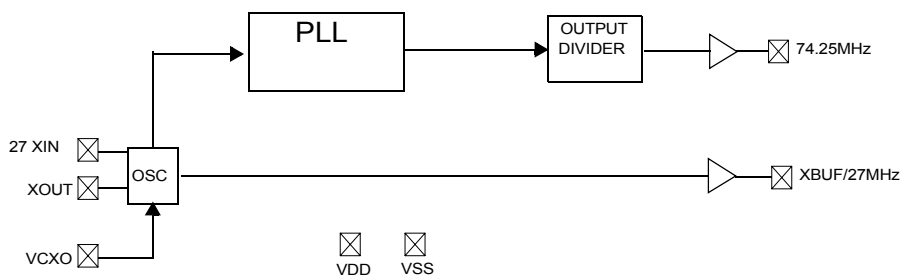 PLL
OUTPUT
DIVIDER
74.25MHz
27 XIN
OSC
XOUT
XBUF/27MHz
VCXO
VDD
VSS